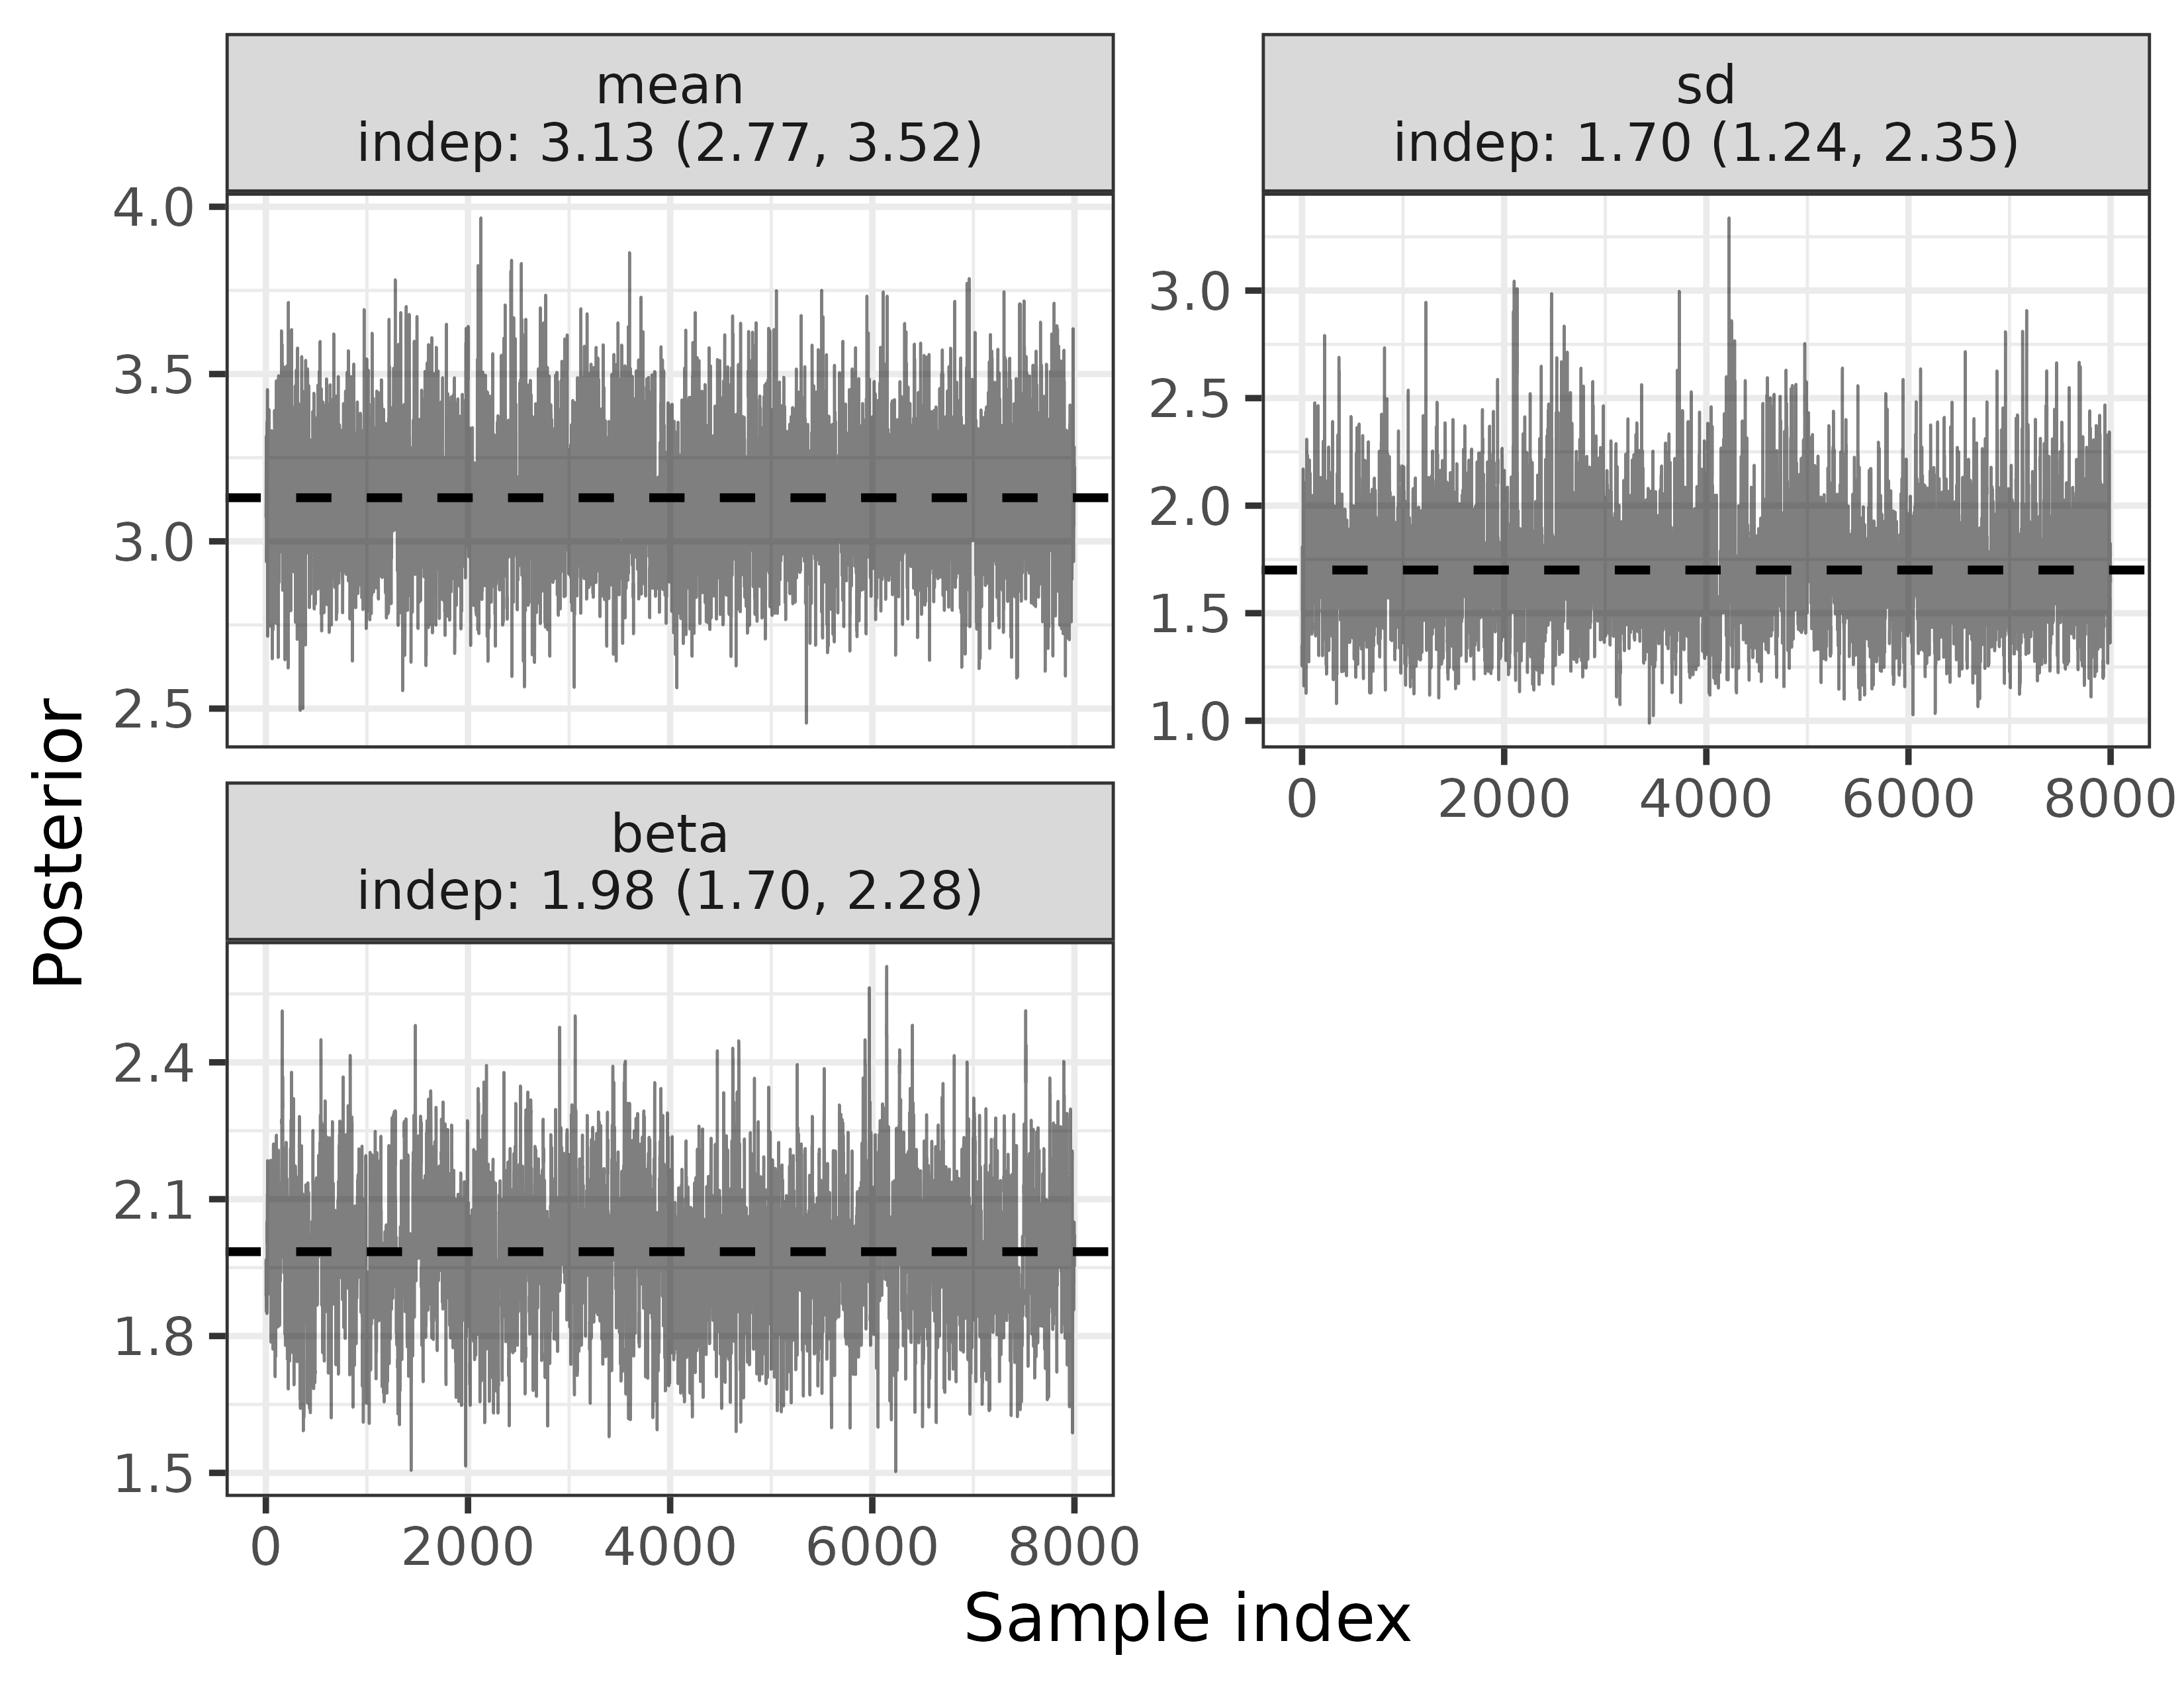 mean
indep: 3.13 (2.77, 3.52)
sd
indep: 1.70 (1.24, 2.35)
4.0
3.5
3.0
2.5
3.0
2.5
2.0
1.5
1.0
0 2000 4000 6000 8000
beta
indep: 1.98 (1.70, 2.28)
2.4
2.1
1.8
1.5
0 2000 4000 6000 8000
Posterior
Sample index